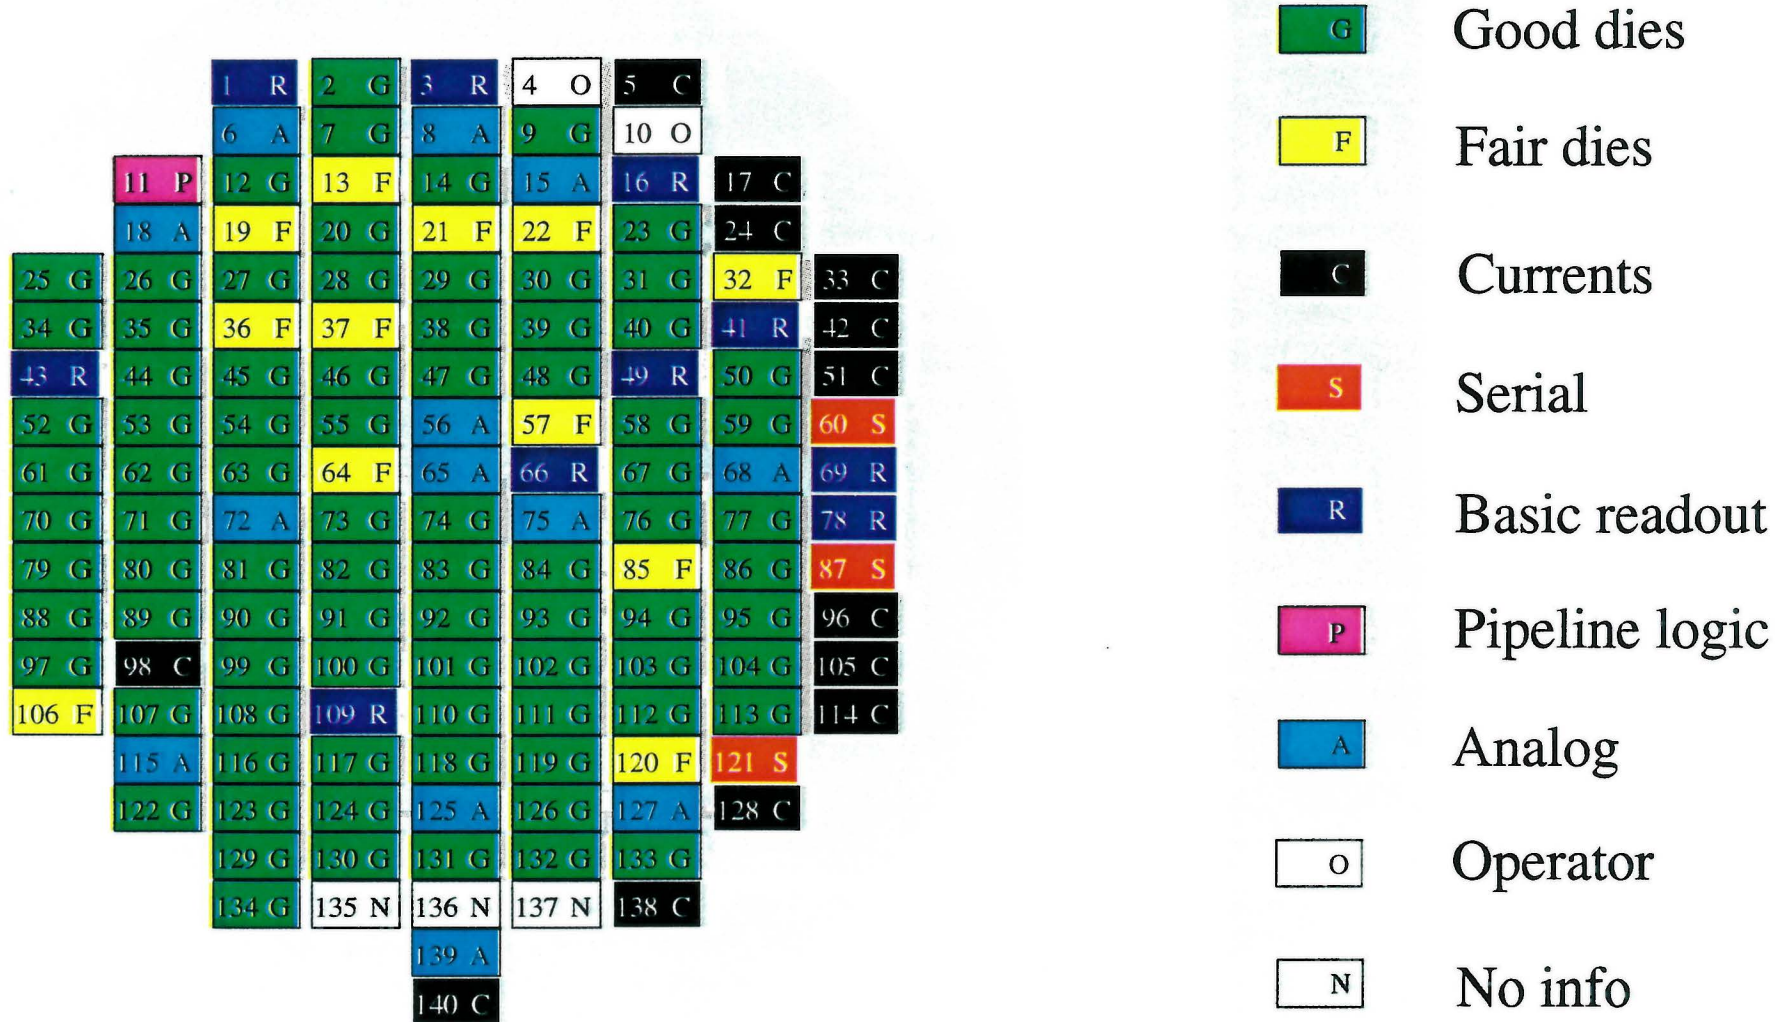 1 R 2 G 3 R 4 O 5 C
6 A 7 G 8 A 9 G 10 O
11 P 12 G 13 F 14 G 15 A 16 R 17 C
18 A 19 F 20 G 21 F 22 F 23 G 24 C
25 G 26 G 27 G 28 G 29 G 30 G 31 G 32 F 33 C
34 G 35 G 36 F 37 F 38 G 39 G 40 G 41 R 42 C
43 R 44 G 45 G 46 G 47 G 48 G 49 R 50 G 51 C
52 G 53 G 54 G 55 G 56 A 57 F 58 G 59 G 60 S
61 G 62 G 63 G 64 F 65 A 66 R 67 G 68 A 69 R
70 G 71 G 72 A 73 G 74 G 75 A 76 G 77 G 78 R
79 G 80 G 81 G 82 G 83 G 84 G 85 F 86 G 87 S
88 G 89 G 90 G 91 G 92 G 93 G 94 G 95 G 96 C
97 G 98 C 99 G 100 G 101 G 102 G 103 G 104 G 105 C
106 F 107 G 108 G 109 R 110 G 111 G 112 G 113 G 114 C
115 A 116 G 117 G 118 G 119 G 120 F 121 S
122 G 123 G 124 G 125 A 126 G 127 A 128 C
129 G 130 G 131 G 132 G 133 G
134 G 135 N 136 N 137 N 138 C
139 A
140 C
G Good dies
F Fair dies
C Currents
S Serial
R Basic readout
P Pipeline logic
A Analog
O Operator
N No info